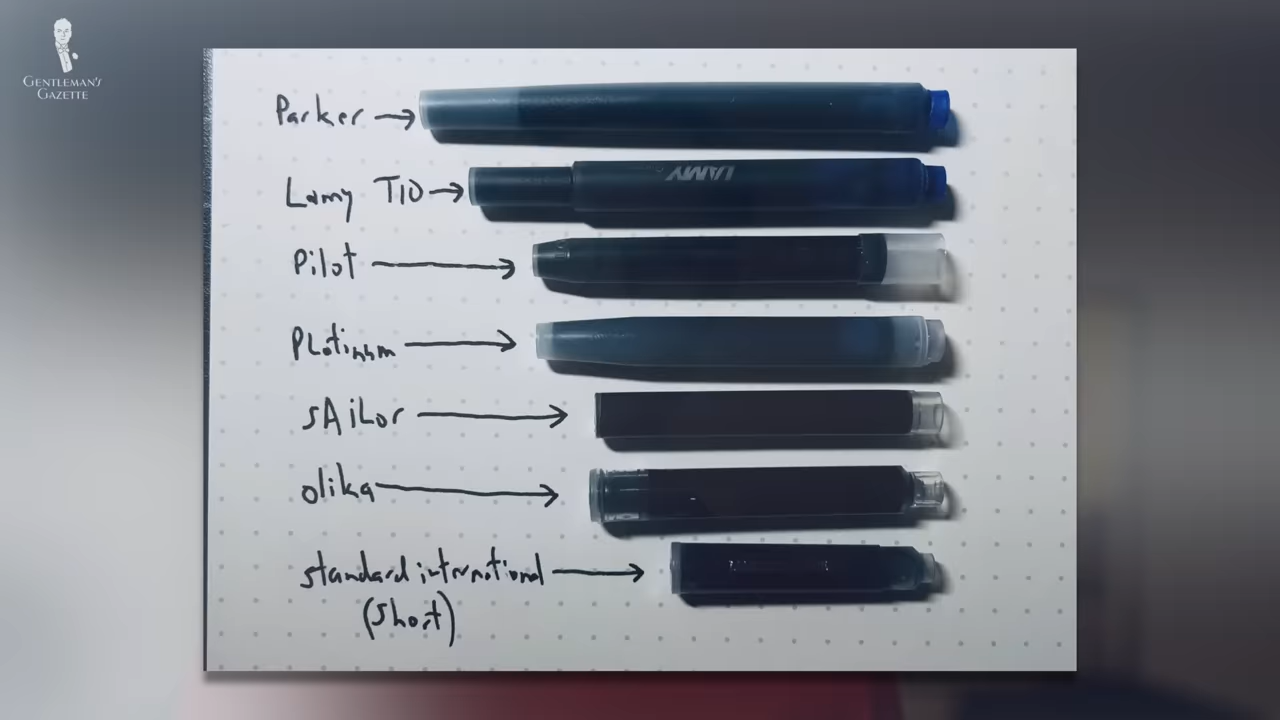 GENTLEMAN'S
GAZETTE
Parker
Lamy T10
LAMY
Pilot
PLatinum
sAiLor
olika
standard international
(short)